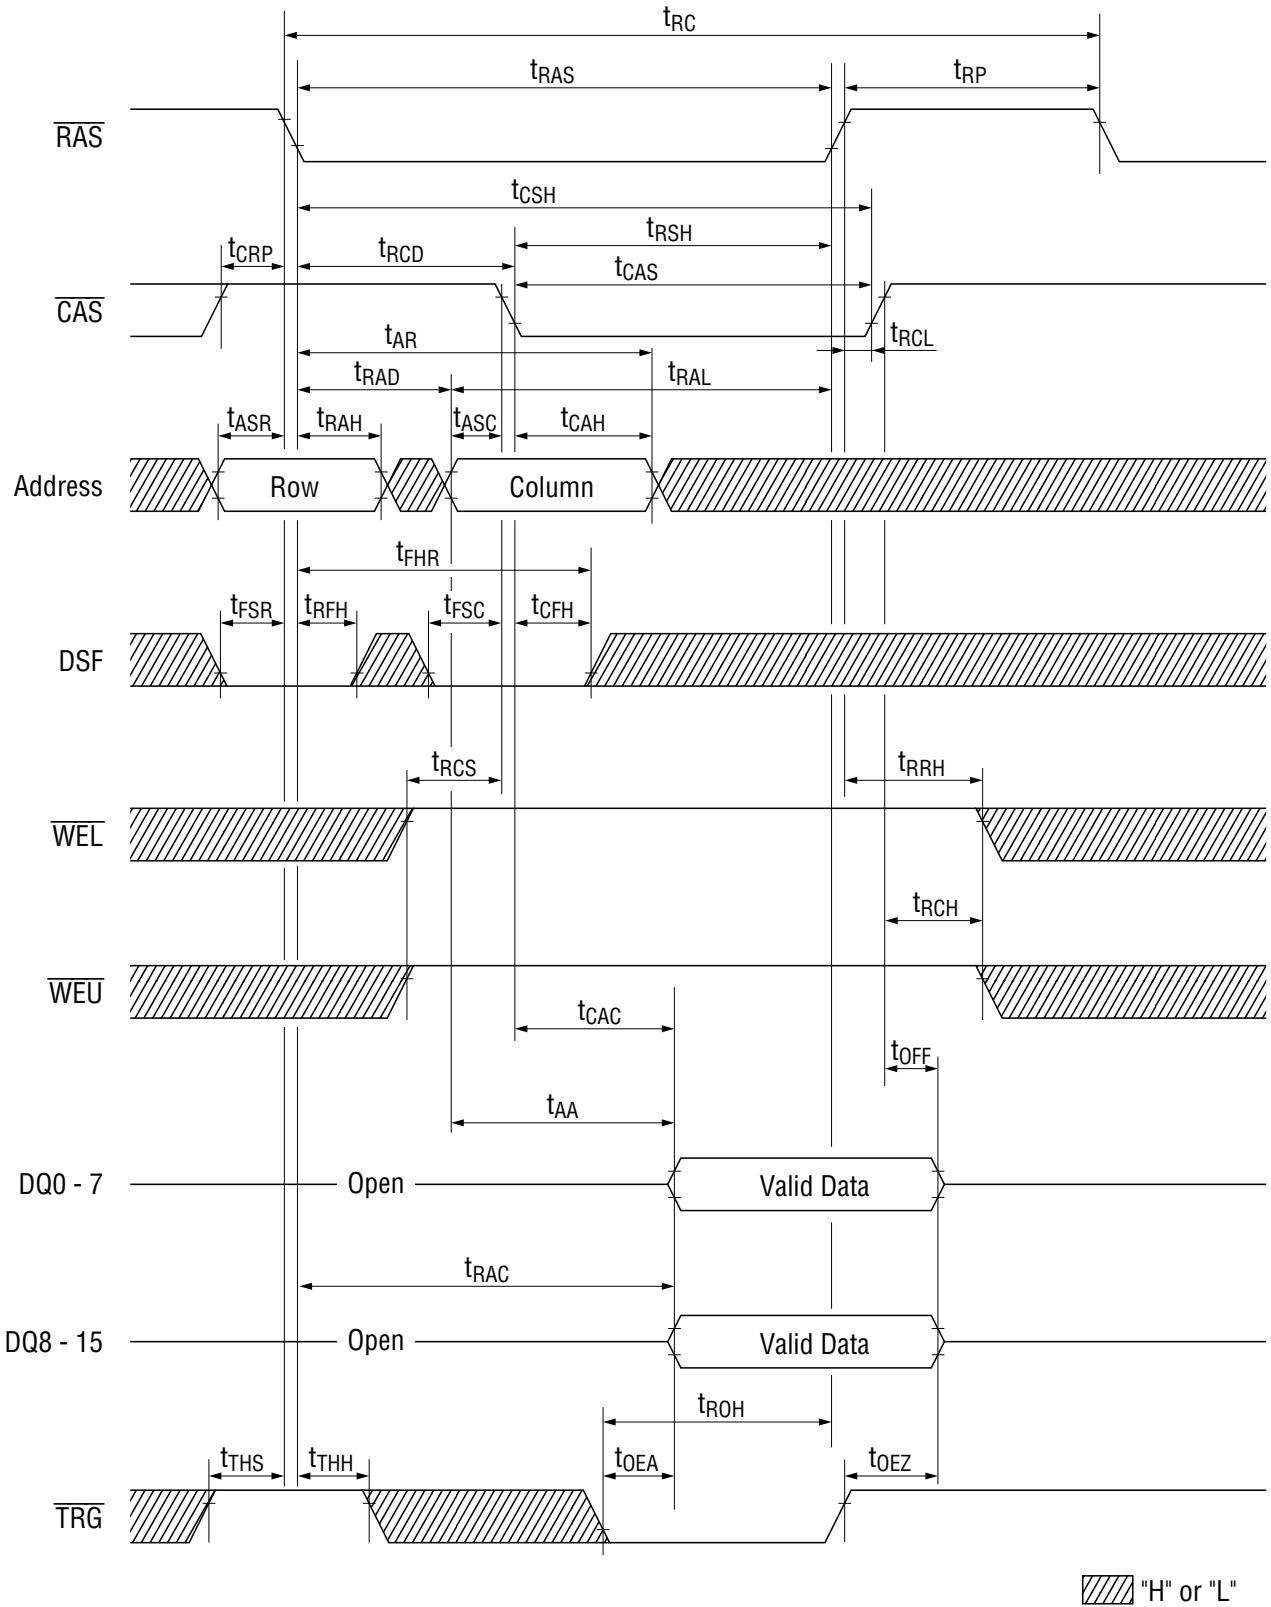 tRC
tRAS
tRP
RAS
tCSH
tRSH
tCRP
tRCD
tCAS
CAS
tAR
tRCL
tRAD
tRAL
tASR
tRAH
tASC
tCAH
Address
Row
Column
tFHR
tFSR
tRFH
tFSC
tCFH
DSF
tRCS
tRRH
WEL
tRCH
WEU
tCAC
tOFF
tAA
DQ0 - 7
Open
Valid Data
tRAC
DQ8 - 15
Open
Valid Data
tROH
tTHS
tTHH
tOEA
tOEZ
TRG
"H" or "L"